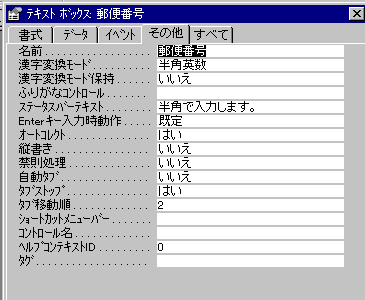 テキスト ボックス: 郵便番号
書式 データ イベント その他 すべて
名前 . . . . . . . . . . . . . . . . 郵便番号
漢字変換モード . . . . . . . . 半角英数
漢字変換モード保持 . . . . . いいえ
ふりがなコントロール . . . . . .
ステータスバーテキスト . . . . . 半角で入力します。
Enterキー入力時動作 . . . 既定
オートコレクト . . . . . . . . . . はい
縦書き . . . . . . . . . . . . . . いいえ
禁則処理 . . . . . . . . . . . . いいえ
自動タブ . . . . . . . . . . . . いいえ
タブストップ . . . . . . . . . . . はい
タブ移動順 . . . . . . . . . . . 2
ショートカットメニューバー . . . . . .
コントロール名 . . . . . . . . . .
ヘルプコンテキストID . . . . . . 0
タグ . . . . . . . . . . . . . . . .